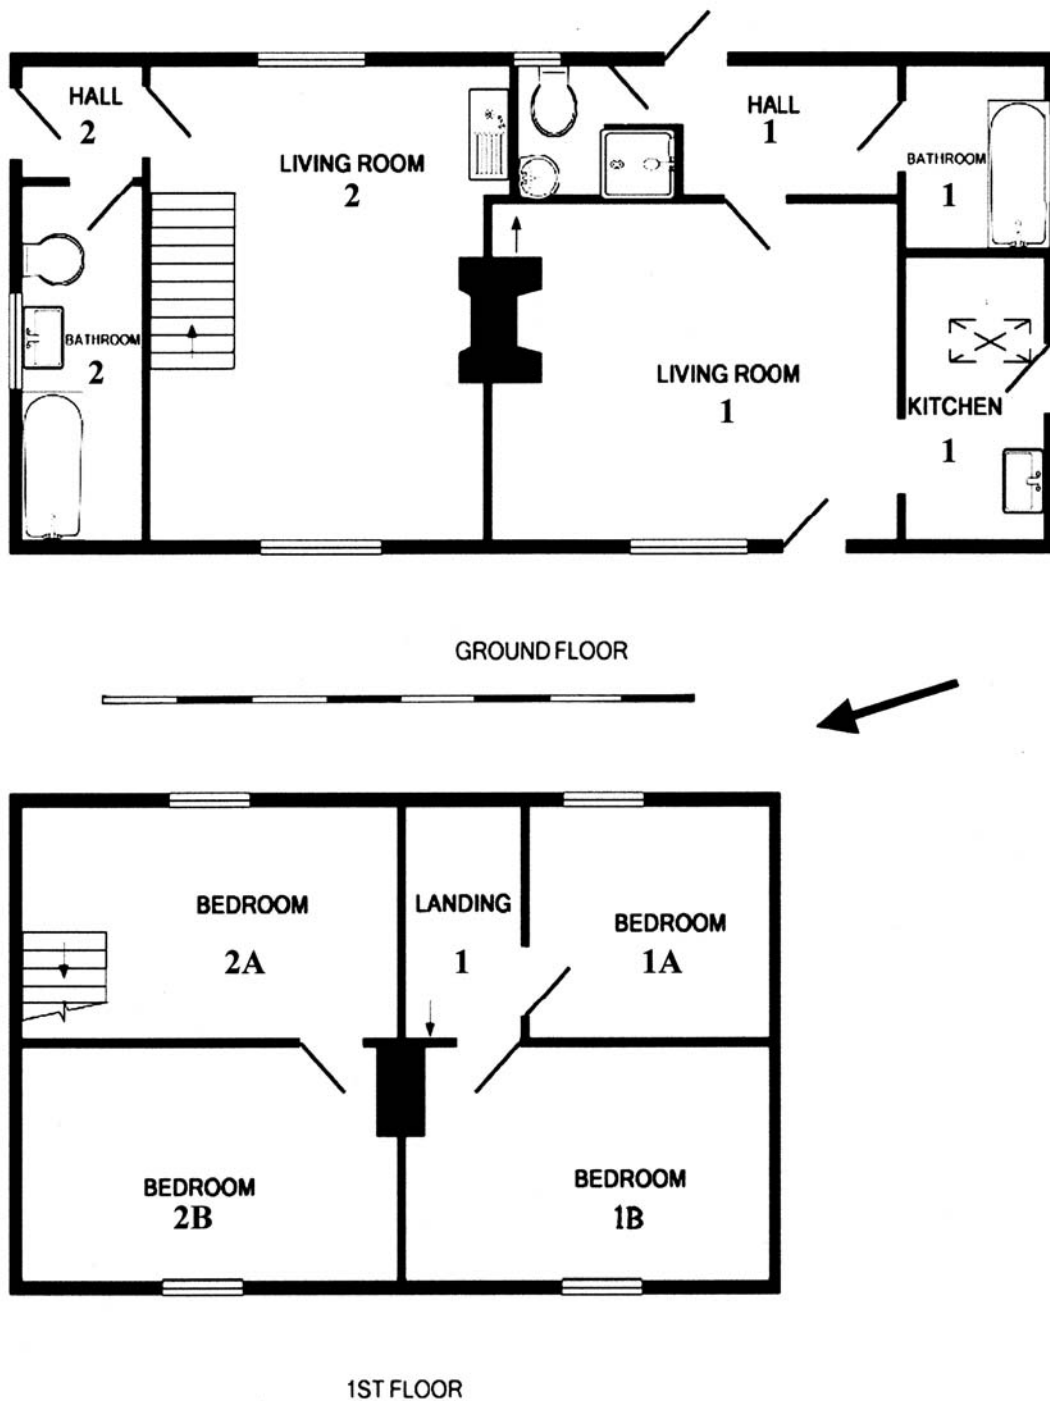 HALL
2
LIVING ROOM
2
HALL
1
BATHROOM
1
BATHROOM
2
LIVING ROOM
1
KITCHEN
1
GROUND FLOOR
BEDROOM
2A
LANDING
1
BEDROOM
1A
BEDROOM
2B
BEDROOM
1B
1ST FLOOR